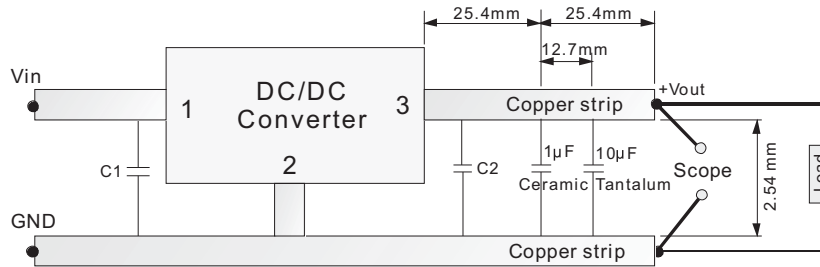 25.4mm 25.4mm
12.7mm
Vin
DC/DC
Converter
1
3
2
Copper strip
+Vout
C1
C2
1µF
10µF
Ceramic Tantalum
Scope
2.54 mm
Load
GND
Copper strip